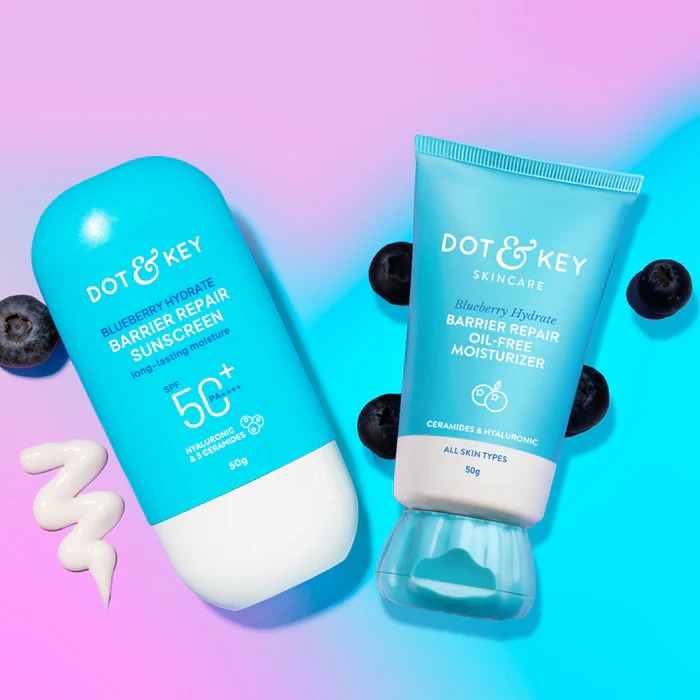 DOT & KEY
BLUEBERRY HYDRATE
BARRIER REPAIR
SUNSCREEN
long-lasting moisture
SPF
50+
PA++++
HYALURONIC
& 5 CERAMIDES
50g
DOT & KEY
SKINCARE
Blueberry Hydrate
BARRIER REPAIR
OIL-FREE
MOISTURIZER
CERAMIDES & HYALURONIC
ALL SKIN TYPES
50g